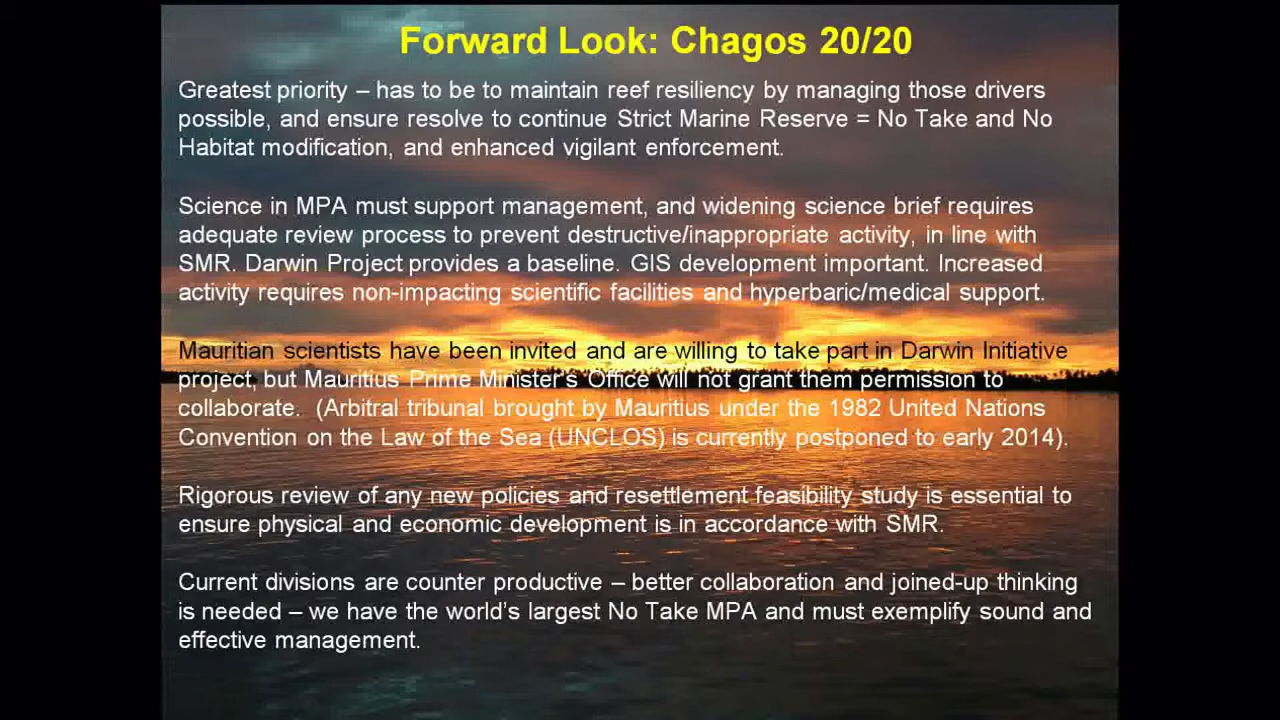 Forward Look: Chagos 20/20
Greatest priority – has to be to maintain reef resiliency by managing those drivers
possible, and ensure resolve to continue Strict Marine Reserve = No Take and No
Habitat modification, and enhanced vigilant enforcement.
Science in MPA must support management, and widening science brief requires
adequate review process to prevent destructive/inappropriate activity, in line with
SMR. Darwin Project provides a baseline. GIS development important. Increased
activity requires non-impacting scientific facilities and hyperbaric/medical support.
Mauritian scientists have been invited and are willing to take part in Darwin Initiative
project, but Mauritius Prime Minister's Office will not grant them permission to
collaborate. (Arbitral tribunal brought by Mauritius under the 1982 United Nations
Convention on the Law of the Sea (UNCLOS) is currently postponed to early 2014).
Rigorous review of any new policies and resettlement feasibility study is essential to
ensure physical and economic development is in accordance with SMR.
Current divisions are counter productive – better collaboration and joined-up thinking
is needed – we have the world's largest No Take MPA and must exemplify sound and
effective management.